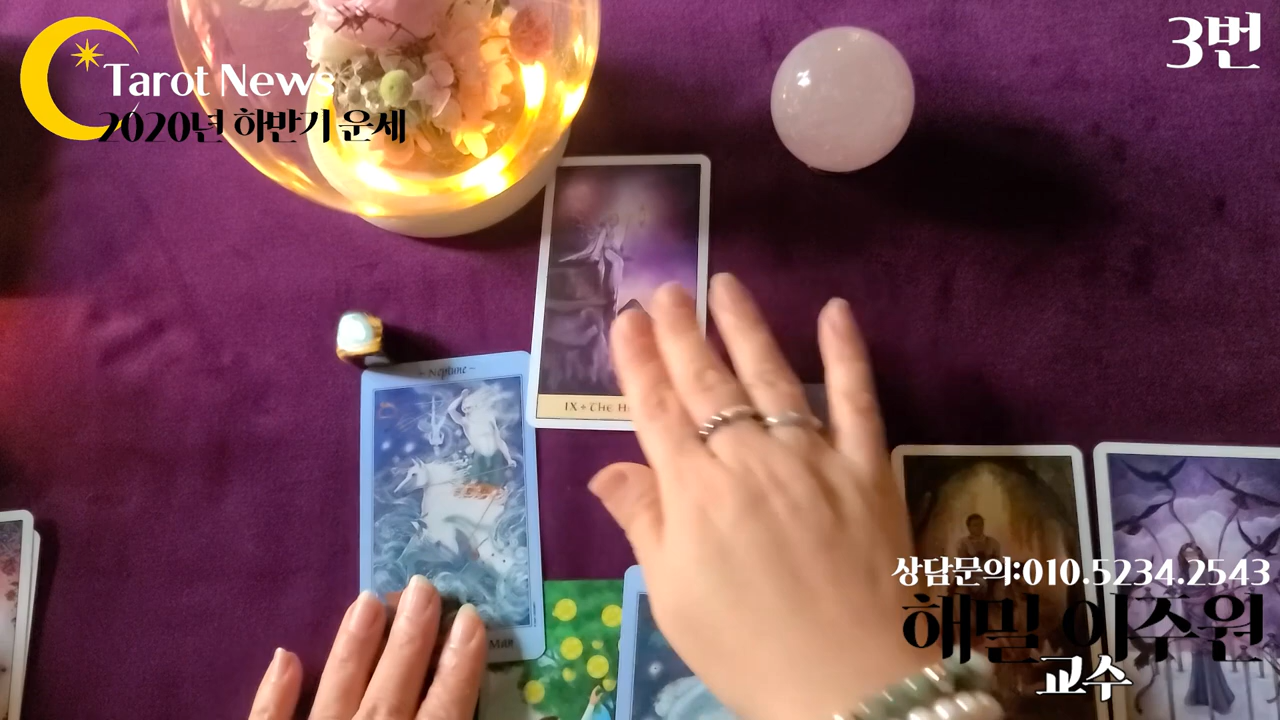 3번
Tarot News
2020년 하반기 운세
~ Neptune ~
IX ✦ THE H
Man
상담문의:010.5234.2543
해밀 이수원
교수